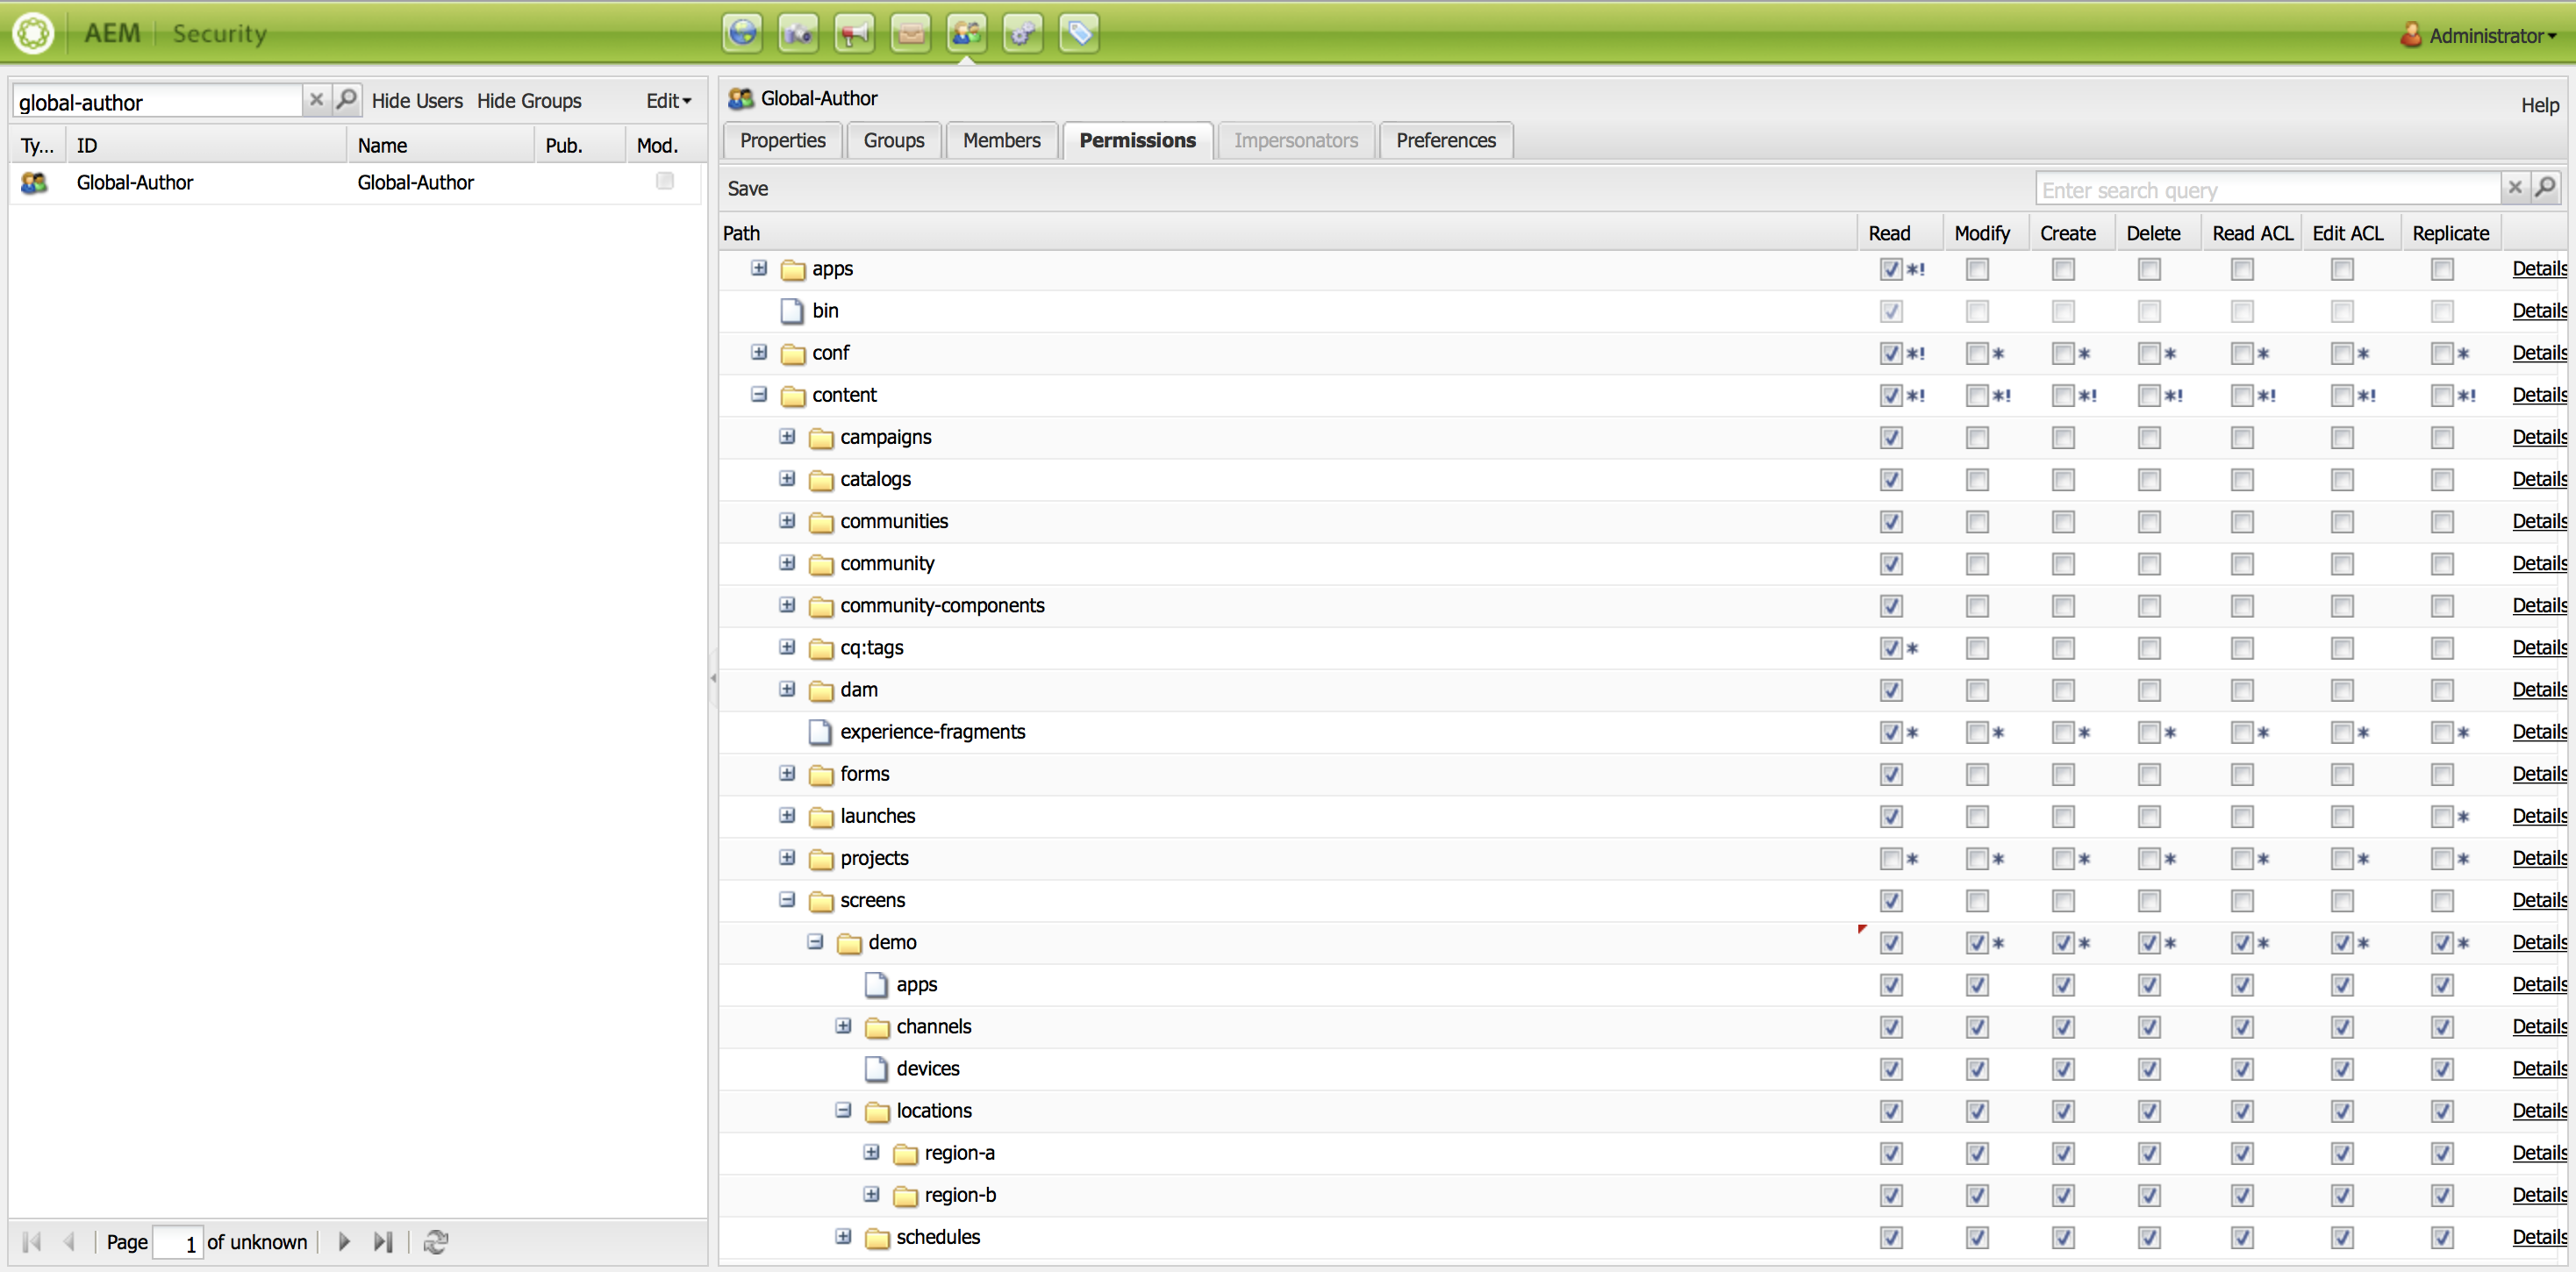 AEM Security Administrator
global-author Hide Users Hide Groups Edit
Ty... ID Name Pub. Mod.
Global-Author Global-Author
Page 1 of unknown
Global-Author
Help
Properties Groups Members Permissions Impersonators Preferences
Save Enter search query
Path Read Modify Create Delete Read ACL Edit ACL Replicate
apps *! Details
bin Details
conf *! * * * * * * Details
content *! *! *! *! *! *! *! Details
campaigns Details
catalogs Details
communities Details
community Details
community-components Details
cq:tags * Details
dam Details
experience-fragments * * * * * * * Details
forms Details
launches * Details
projects * * * * * * * Details
screens Details
demo * * * * * * Details
apps Details
channels Details
devices Details
locations Details
region-a Details
region-b Details
schedules Details